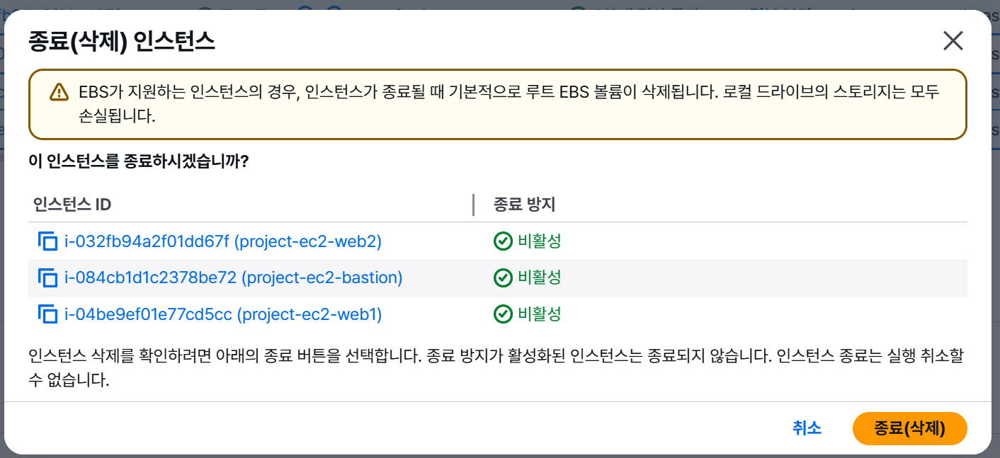 종료(삭제) 인스턴스
EBS가 지원하는 인스턴스의 경우, 인스턴스가 종료될 때 기본적으로 루트 EBS 볼륨이 삭제됩니다. 로컬 드라이브의 스토리지는 모두
손실됩니다.
이 인스턴스를 종료하시겠습니까?
인스턴스 ID 종료 방지
i-032fb94a2f01dd67f (project-ec2-web2) 비활성
i-084cb1d1c2378be72 (project-ec2-bastion) 비활성
i-04be9ef01e77cd5cc (project-ec2-web1) 비활성
인스턴스 삭제를 확인하려면 아래의 종료 버튼을 선택합니다. 종료 방지가 활성화된 인스턴스는 종료되지 않습니다. 인스턴스 종료는 실행 취소할
수 없습니다.
취소 종료(삭제)